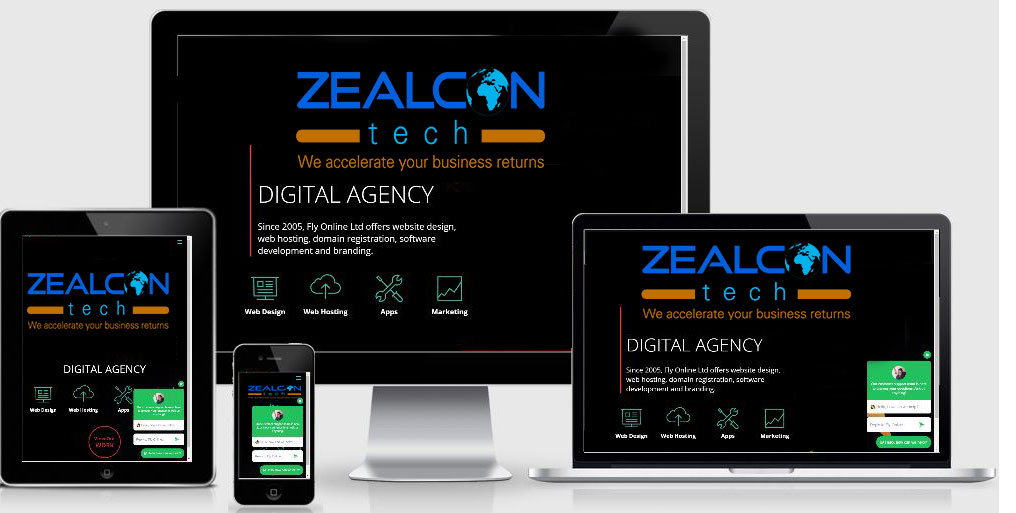 ZEALCON
tech
We accelerate your business returns
DIGITAL AGENCY
Since 2005, Fly Online Ltd offers website design,
web hosting, domain registration, software
development and branding.
Web Design
Web Hosting
Apps
Marketing
ZEALCON
tech
We accelerate your business returns
DIGITAL AGENCY
Web Design
Web Hosting
Apps
View Our
WORK
ZEALCON
tech
ZEALCON
tech
We accelerate your business returns
DIGITAL AGENCY
Since 2005, Fly Online Ltd offers website design,
web hosting, domain registration, software
development and branding.
Web Design
Web Hosting
Apps
Marketing